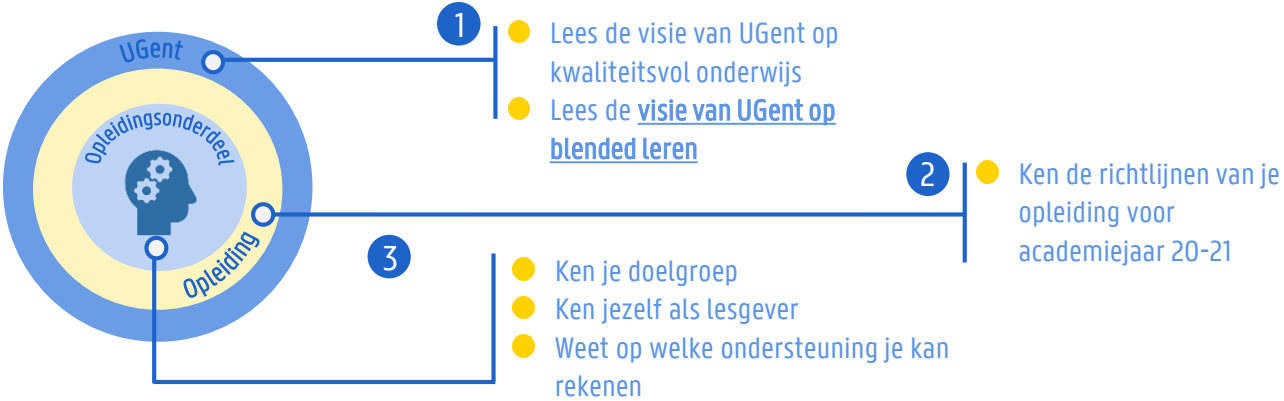 UGent
Opleidingsonderdeel
Opleiding
1
Lees de visie van UGent op
kwaliteitsvol onderwijs
Lees de visie van UGent op
blended leren
2
Ken de richtlijnen van je
opleiding voor
academiejaar 20-21
3
Ken je doelgroep
Ken jezelf als lesgever
Weet op welke ondersteuning je kan
rekenen